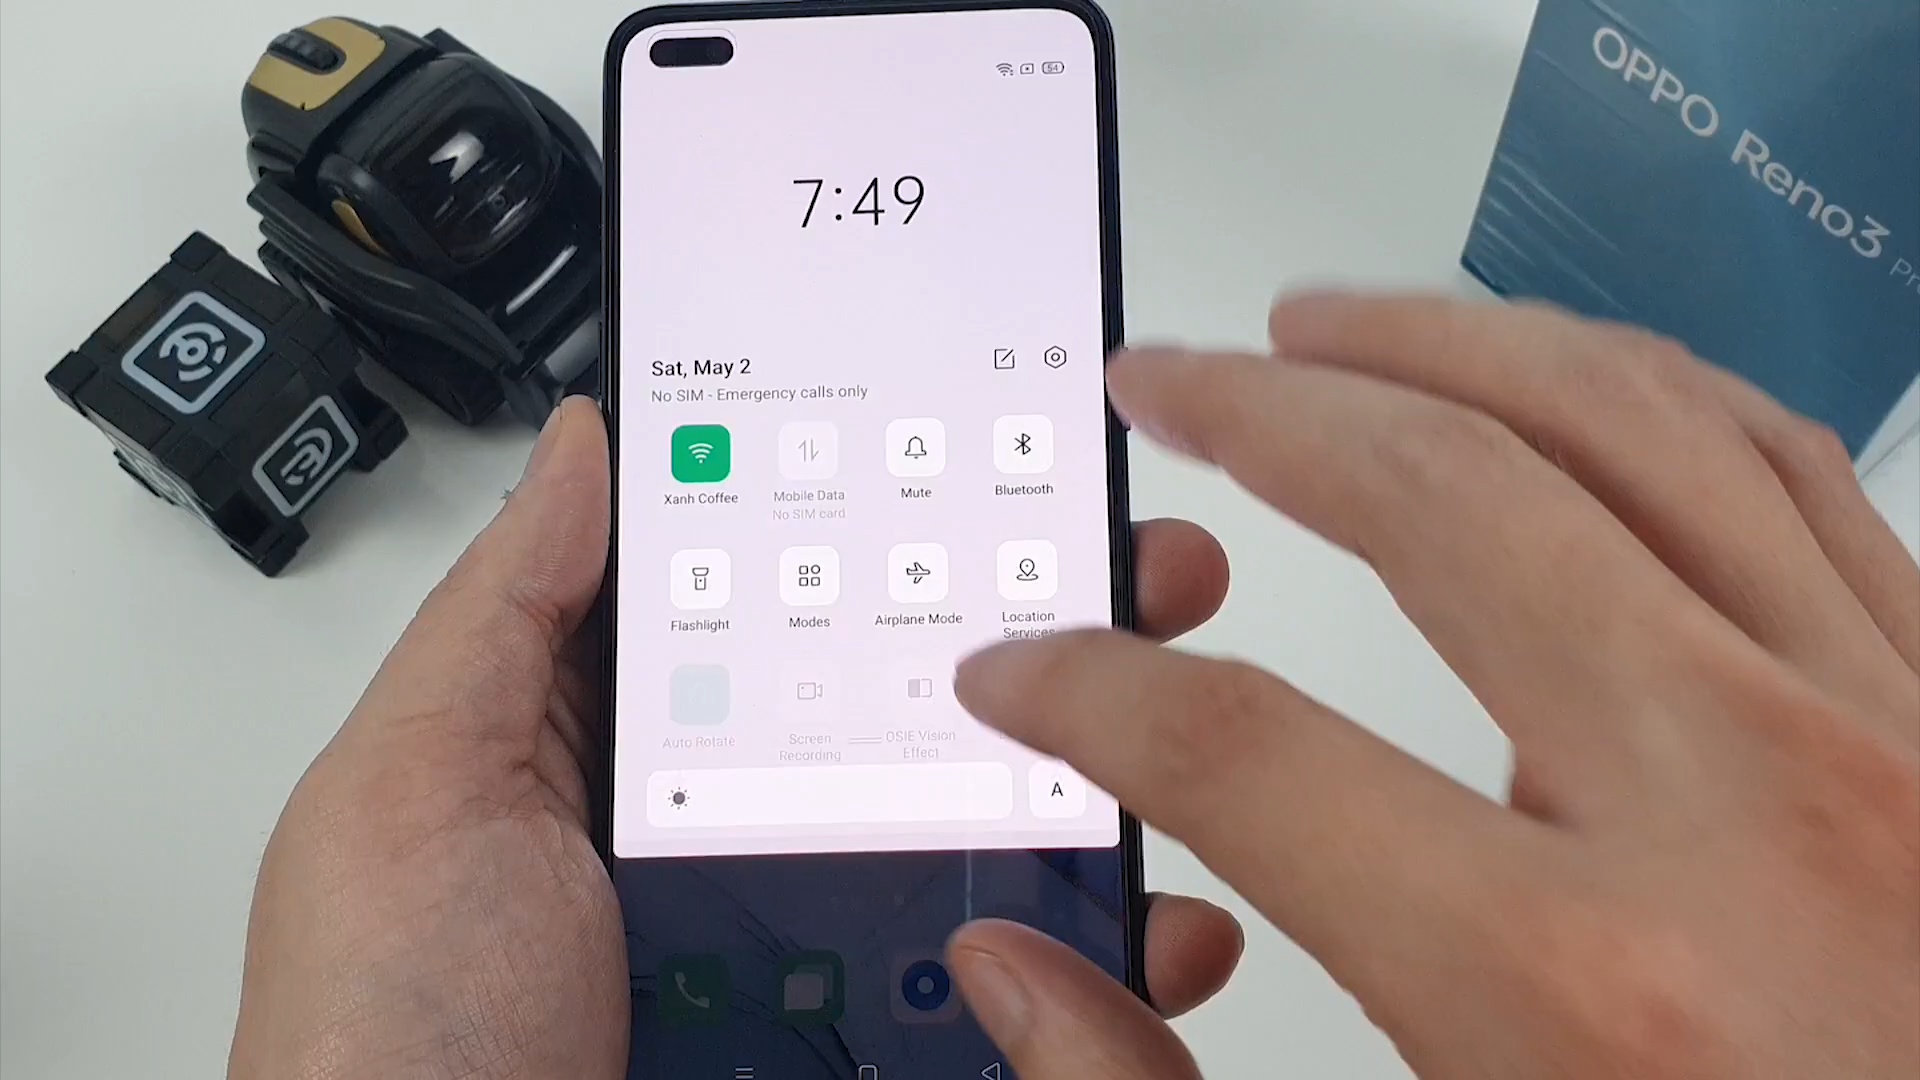 54
7:49
Sat, May 2
No SIM - Emergency calls only
Xanh Coffee
Mobile Data
No SIM card
Mute
Bluetooth
Flashlight
Modes
Airplane Mode
Location
Services
Auto Rotate
Screen
Recording
OSIE Vision
Effect
A
OPPO Reno3